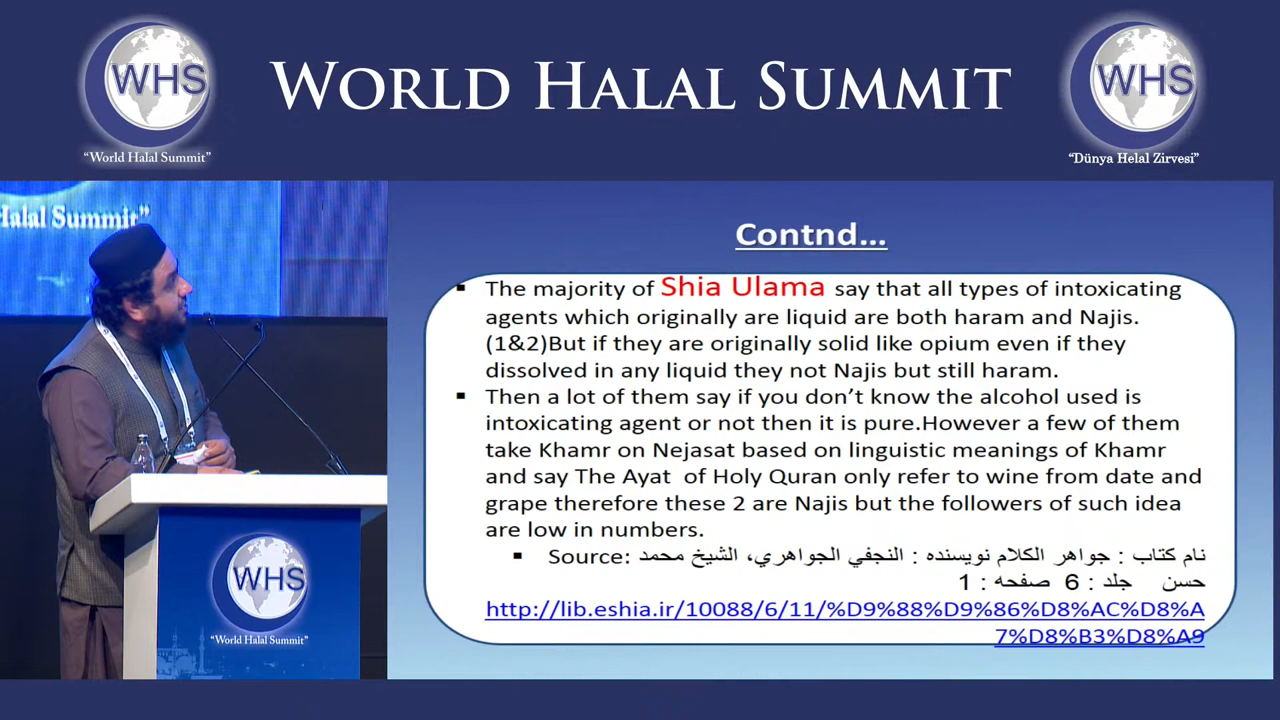 WHS
"World Halal Summit"
WORLD HALAL SUMMIT
WHS
"Dünya Helal Zirvesi"
Halal Summit"
Contnd...
▪ The majority of Shia Ulama say that all types of intoxicating
agents which originally are liquid are both haram and Najis.
(1&2)But if they are originally solid like opium even if they
dissolved in any liquid they not Najis but still haram.
▪ Then a lot of them say if you don't know the alcohol used is
intoxicating agent or not then it is pure.However a few of them
take Khamr on Nejasat based on linguistic meanings of Khamr
and say The Ayat of Holy Quran only refer to wine from date and
grape therefore these 2 are Najis but the followers of such idea
are low in numbers.
▪ Source: نام کتاب : جواهر الکلام نویسنده : النجفي الجواهري، الشيخ محمد
حسن جلد : 6 صفحه : 1
http://lib.eshia.ir/10088/6/11/%D9%88%D9%86%D8%AC%D8%A
7%D8%B3%D8%A9
WHS
"World Halal Summit"